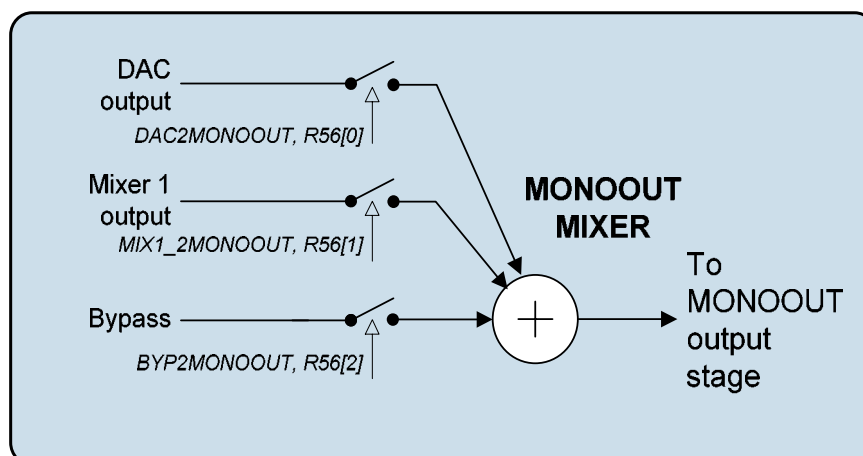 DAC
output
DAC2MONOOUT, R56[0]
Mixer 1
output
MIX1_2MONOOUT, R56[1]
Bypass
BYP2MONOOUT, R56[2]
MONOOUT
MIXER
To
MONOOUT
output
stage